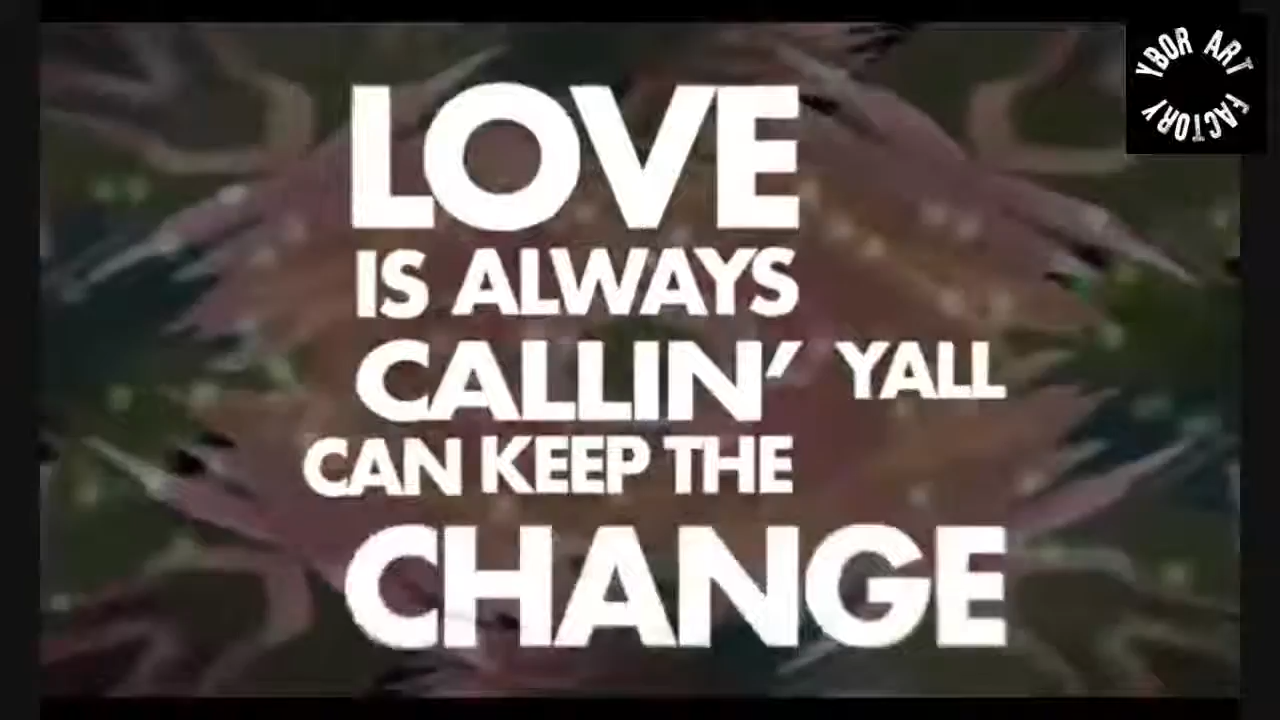 LOVE
IS ALWAYS
CALLIN’ YALL
CAN KEEP THE
CHANGE
YBOR ART
FACTORY